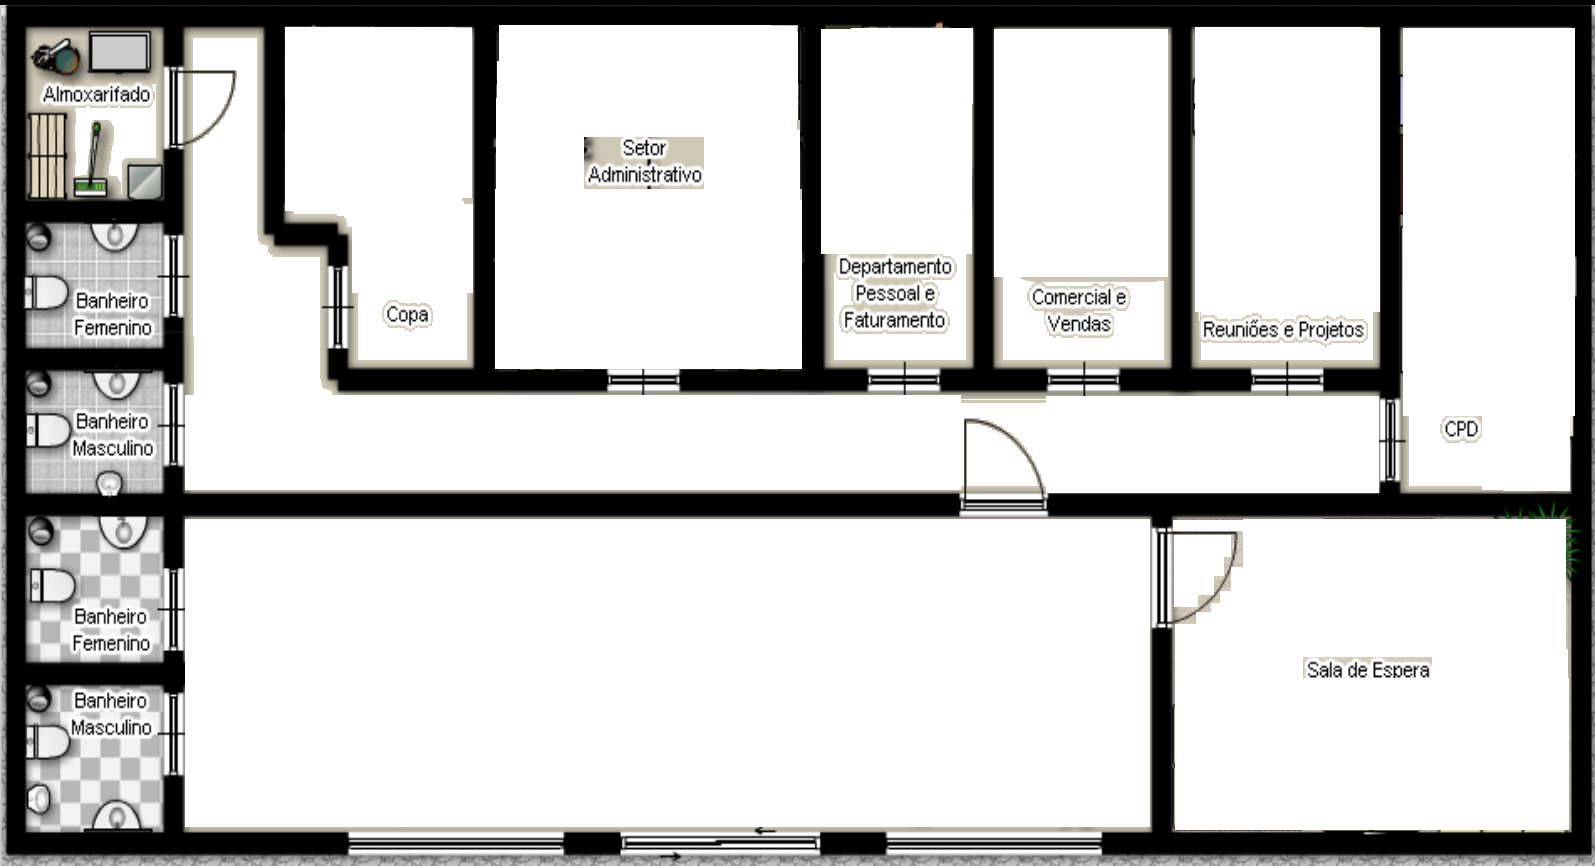 Almoxarifado
Setor
Administrativo
Departamento
Pessoal e
Faturamento
Comercial e
Vendas
Reuniões e Projetos
Copa
Banheiro
Femenino
Banheiro
Masculino
CPD
Banheiro
Femenino
Sala de Espera
Banheiro
Masculino